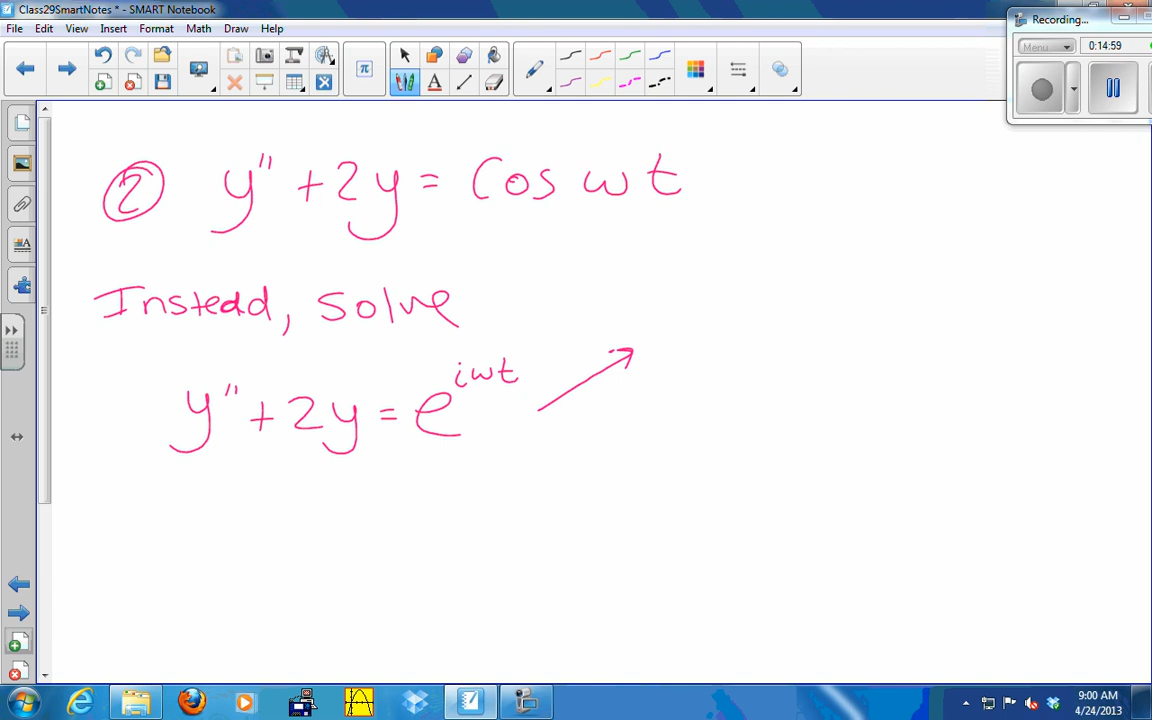 Class29SmartNotes * - SMART Notebook
File Edit View Insert Format Math Draw Help
Recording...
Menu
0:14:59
π
A
② y'' + 2y = Cos ω t
Instead, solve
y'' + 2y = e^{iωt}
9:00 AM
4/24/2013